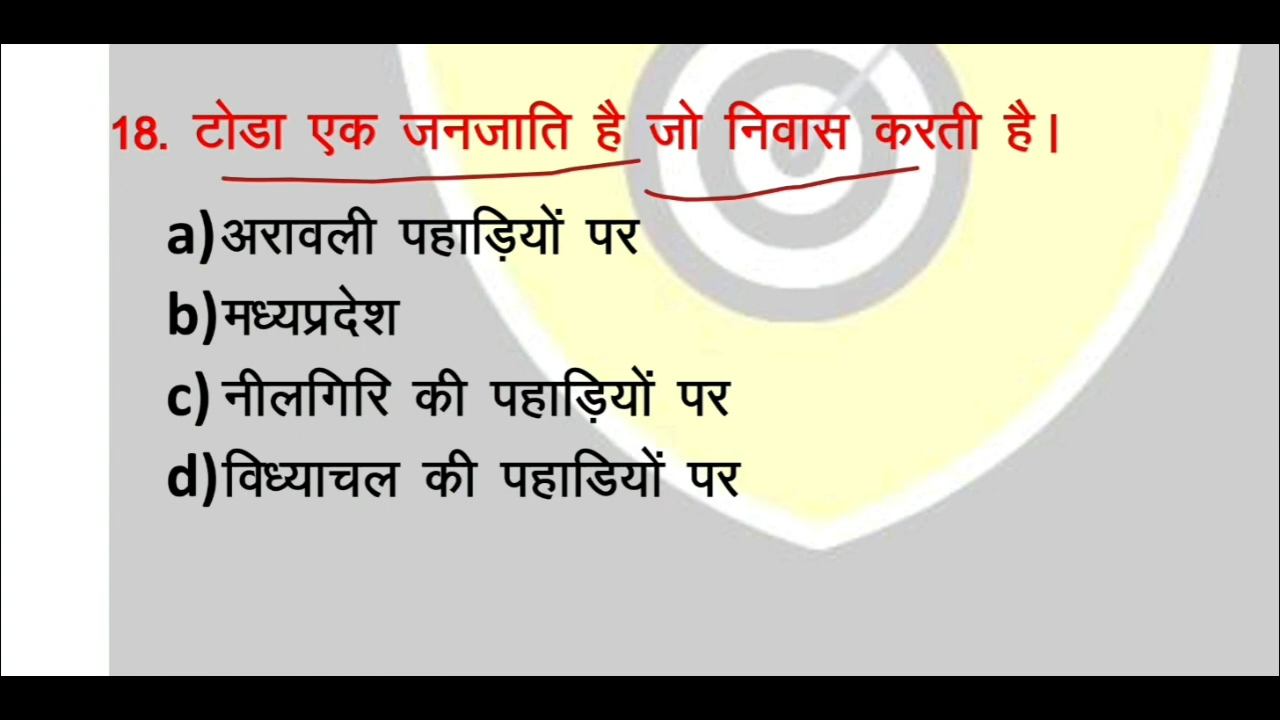 18. टोडा एक जनजाति है जो निवास करती है।
a)अरावली पहाड़ियों पर
b)मध्यप्रदेश
c) नीलगिरि की पहाड़ियों पर
d)विध्याचल की पहाडियों पर